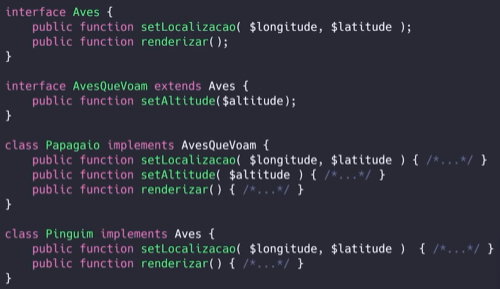 interface Aves {
    public function setLocalizacao( $longitude, $latitude );
    public function renderizar();
}

interface AvesQueVoam extends Aves {
    public function setAltitude($altitude);
}

class Papagaio implements AvesQueVoam {
    public function setLocalizacao( $longitude, $latitude ) { /*...*/ }
    public function setAltitude( $altitude ) { /*...*/ }
    public function renderizar() { /*...*/ }
}

class Pinguim implements Aves {
    public function setLocalizacao( $longitude, $latitude )  { /*...*/ }
    public function renderizar() { /*...*/ }
}